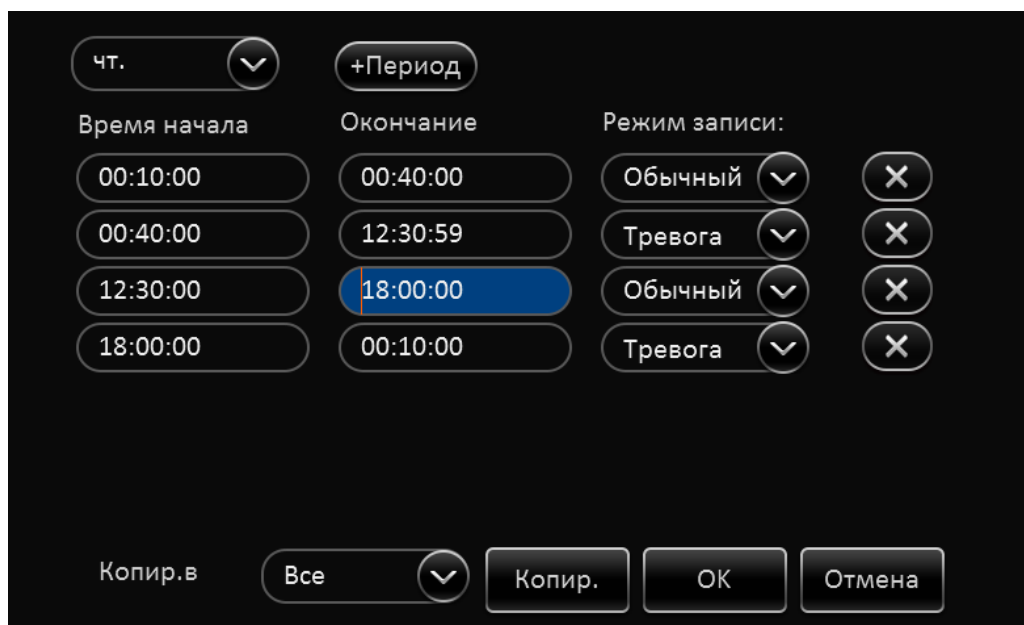 чт. +Период
Время начала Окончание Режим записи:
00:10:00 00:40:00 Обычный
00:40:00 12:30:59 Тревога
12:30:00 18:00:00 Обычный
18:00:00 00:10:00 Тревога
Копир.в Все Копир. OK Отмена